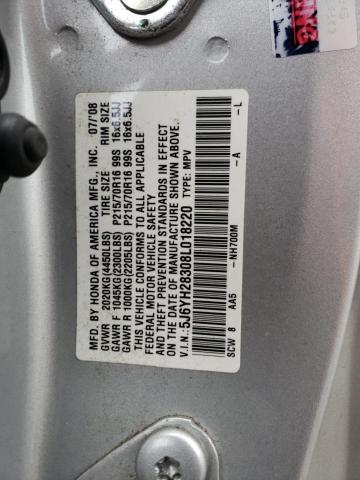 MFD. BY HONDA OF AMERICA MFG., INC. 07/'08
TIRE SIZE RIM SIZE
GVWR 2020KG(4450LBS)
GAWR F 1045KG(2300LBS) P215/70R16 99S 16x6.5JJ
GAWR R 1000KG(2205LBS) P215/70R16 99S 16x6.5JJ
THIS VEHICLE CONFORMS TO ALL APPLICABLE
FEDERAL MOTOR VEHICLE SAFETY AND
THEFT PREVENTION STANDARDS IN EFFECT
ON THE DATE OF MANUFACTURE SHOWN ABOVE.
V.I.N.:5J6YH28308L018220 TYPE: MPV
-NH700M -A -L
SCW 8 AA5